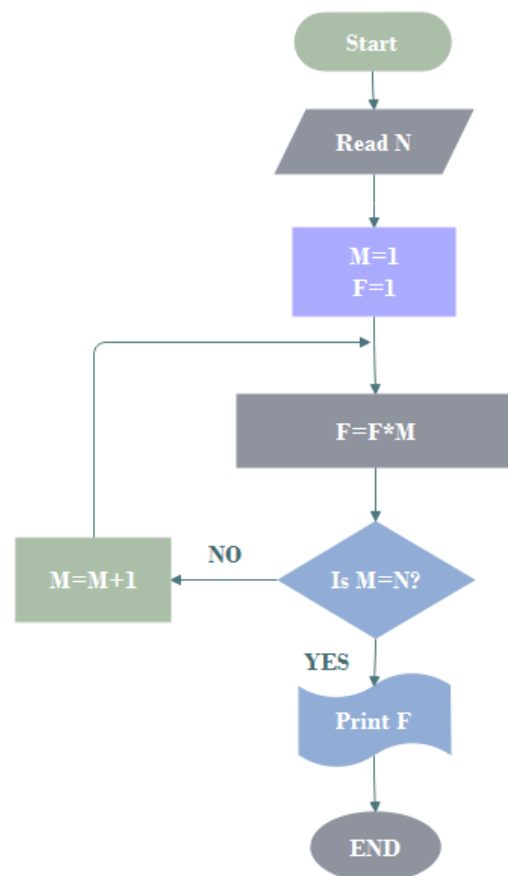 Start
Read N
M=1
F=1
F=F*M
Is M=N?
NO
M=M+1
YES
Print F
END